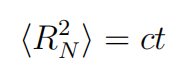 ⟨R_N^2⟩ = ct